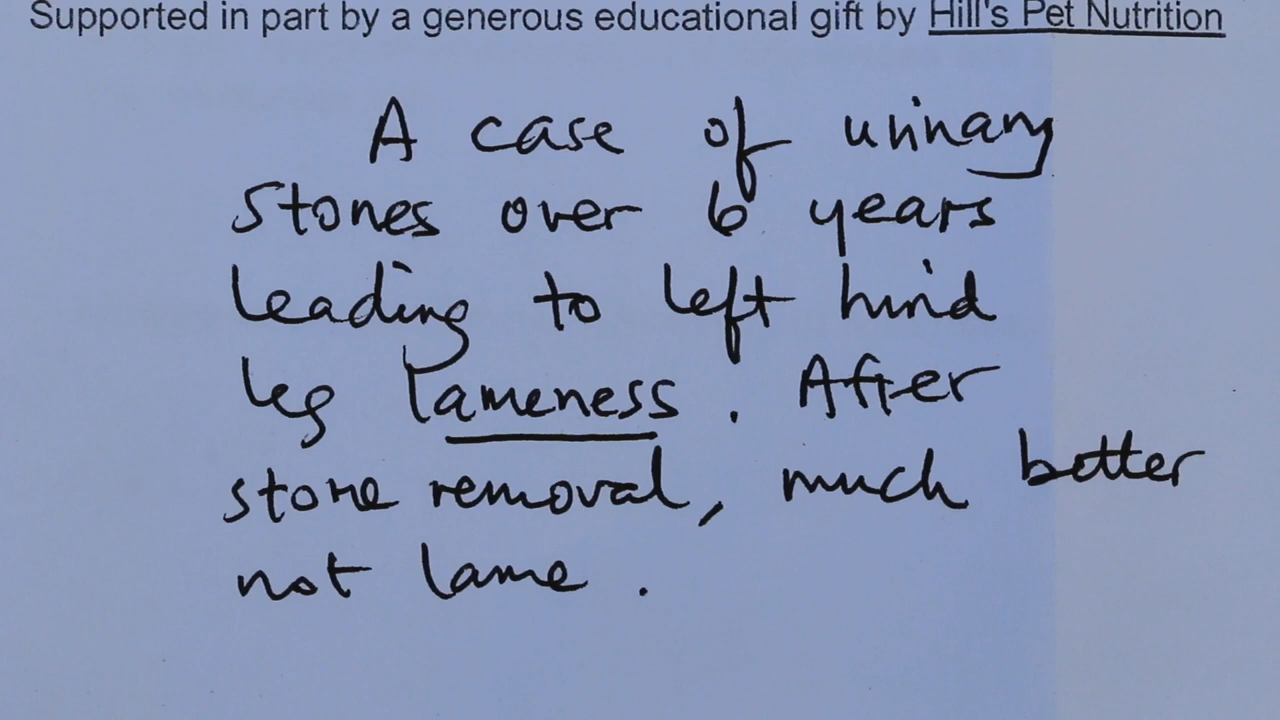 Supported in part by a generous educational gift by Hill's Pet Nutrition
A case of urinary
stones over 6 years
leading to left hind
leg lameness. After
stone removal, much better
not lame.